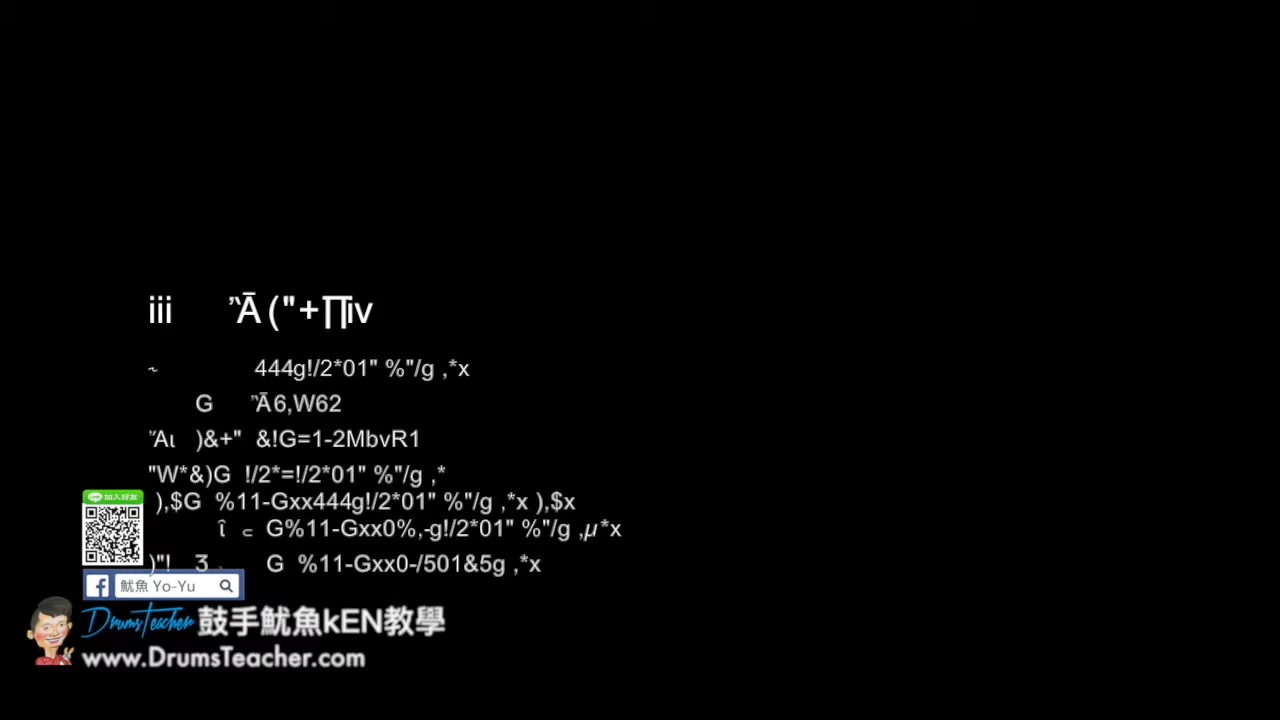 iii ˜Ā ("+∏iv
~ 444g!/2*01" %"/g ,*x
G ˜Ā 6,W62
˜Aι )&+" &!G=1-2MbvR1
"W*&)G !/2*=!/2*01" %"/g ,*
),$G %11-Gxx444g!/2*01" %"/g ,*x ),$x
G%11-Gxx0%,-g!/2*01" %"/g ,µ*x
)"! 3 G %11-Gxx0-/501&5g ,*x
加入好友
魷魚 Yo-Yu
DrumsTeacher 鼓手魷魚kEN教學
www.DrumsTeacher.com